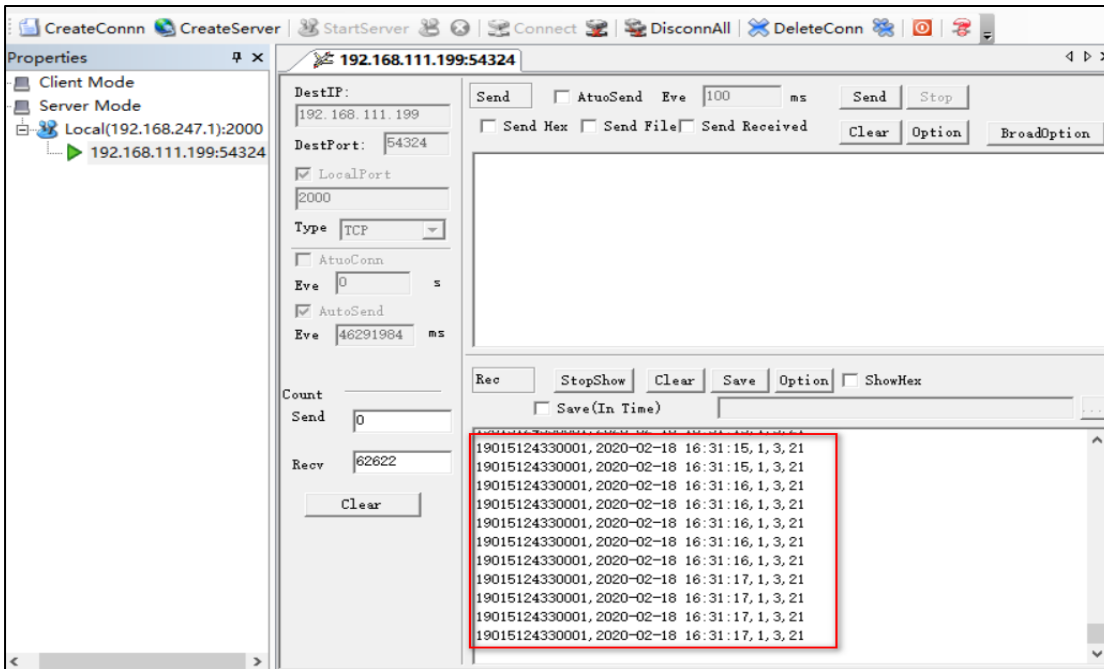 CreateConnn CreateServer StartServer Connect DisconnAll DeleteConn
Properties
Client Mode
Server Mode
Local(192.168.247.1):2000
192.168.111.199:54324
192.168.111.199:54324
DestIP:
192.168.111.199
DestPort: 54324
LocalPort
2000
Type TCP
AtuoConn
Eve 0 s
AutoSend
Eve 46291984 ms
Count
Send 0
Recv 62622
Clear
Send AtuoSend Eve 100 ms Send Stop
Send Hex Send File Send Received Clear Option BroadOption
Rec StopShow Clear Save Option ShowHex
Save(In Time) ...
19015124330001,2020-02-18 16:31:15,1,3,21
19015124330001,2020-02-18 16:31:15,1,3,21
19015124330001,2020-02-18 16:31:16,1,3,21
19015124330001,2020-02-18 16:31:16,1,3,21
19015124330001,2020-02-18 16:31:16,1,3,21
19015124330001,2020-02-18 16:31:16,1,3,21
19015124330001,2020-02-18 16:31:16,1,3,21
19015124330001,2020-02-18 16:31:17,1,3,21
19015124330001,2020-02-18 16:31:17,1,3,21
19015124330001,2020-02-18 16:31:17,1,3,21
19015124330001,2020-02-18 16:31:17,1,3,21